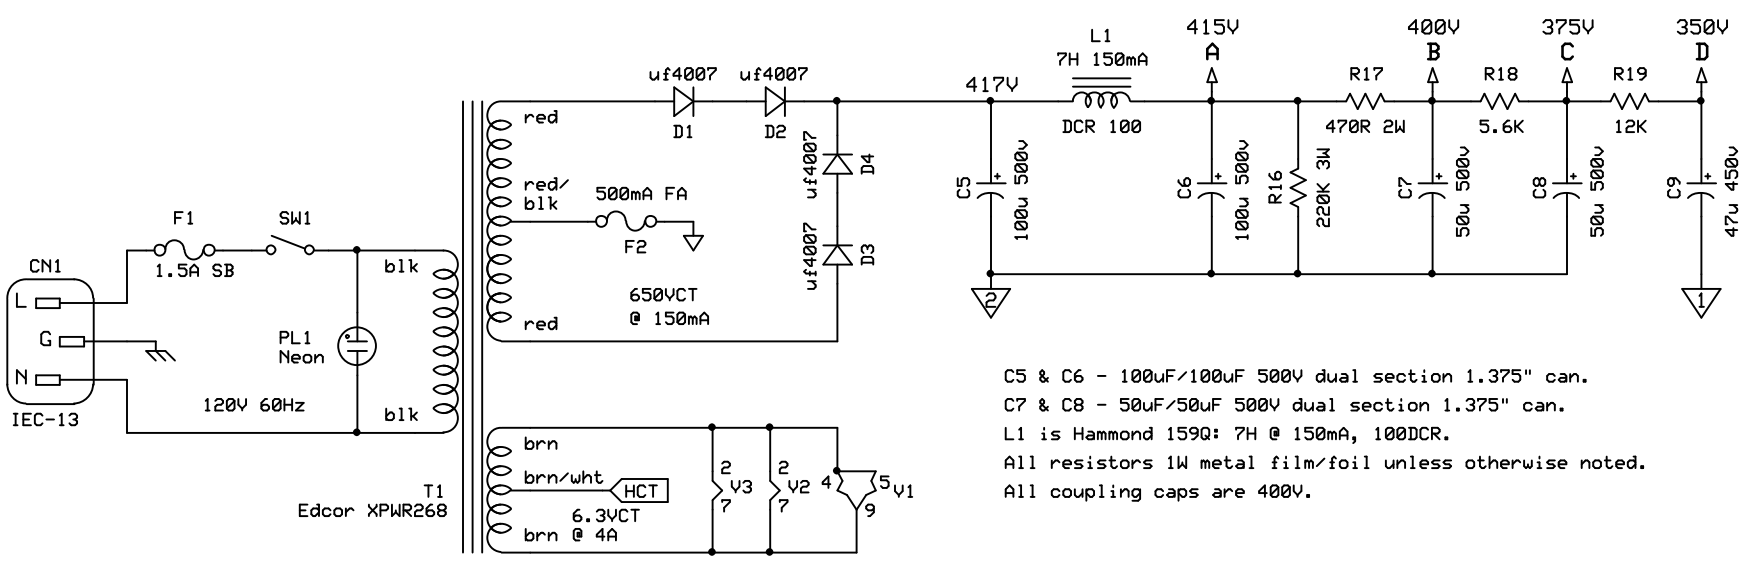 CN1
L
G
N
IEC-13
F1
1.5A SB
SW1
PL1
Neon
120V 60Hz
blk
blk
T1
Edcor XPWR268
red
red/
blk
red
500mA FA
F2
650VCT
@ 150mA
uf4007
D1
uf4007
D2
uf4007
D4
uf4007
D3
brn
brn/wht
brn
HCT
6.3VCT
@ 4A
2
V3
7
2
V2
7
4
5
V1
9
417V
C5
100u 500v
2
L1
7H 150mA
DCR 100
415V
A
C6
100u 500v
R16
220K 3W
R17
470R 2W
400V
B
C7
50u 500v
R18
5.6K
375V
C
C8
50u 500v
R19
12K
350V
D
C9
47u 450v
1
C5 & C6 - 100uF/100uF 500V dual section 1.375" can.
C7 & C8 - 50uF/50uF 500V dual section 1.375" can.
L1 is Hammond 159Q: 7H @ 150mA, 100DCR.
All resistors 1W metal film/foil unless otherwise noted.
All coupling caps are 400V.